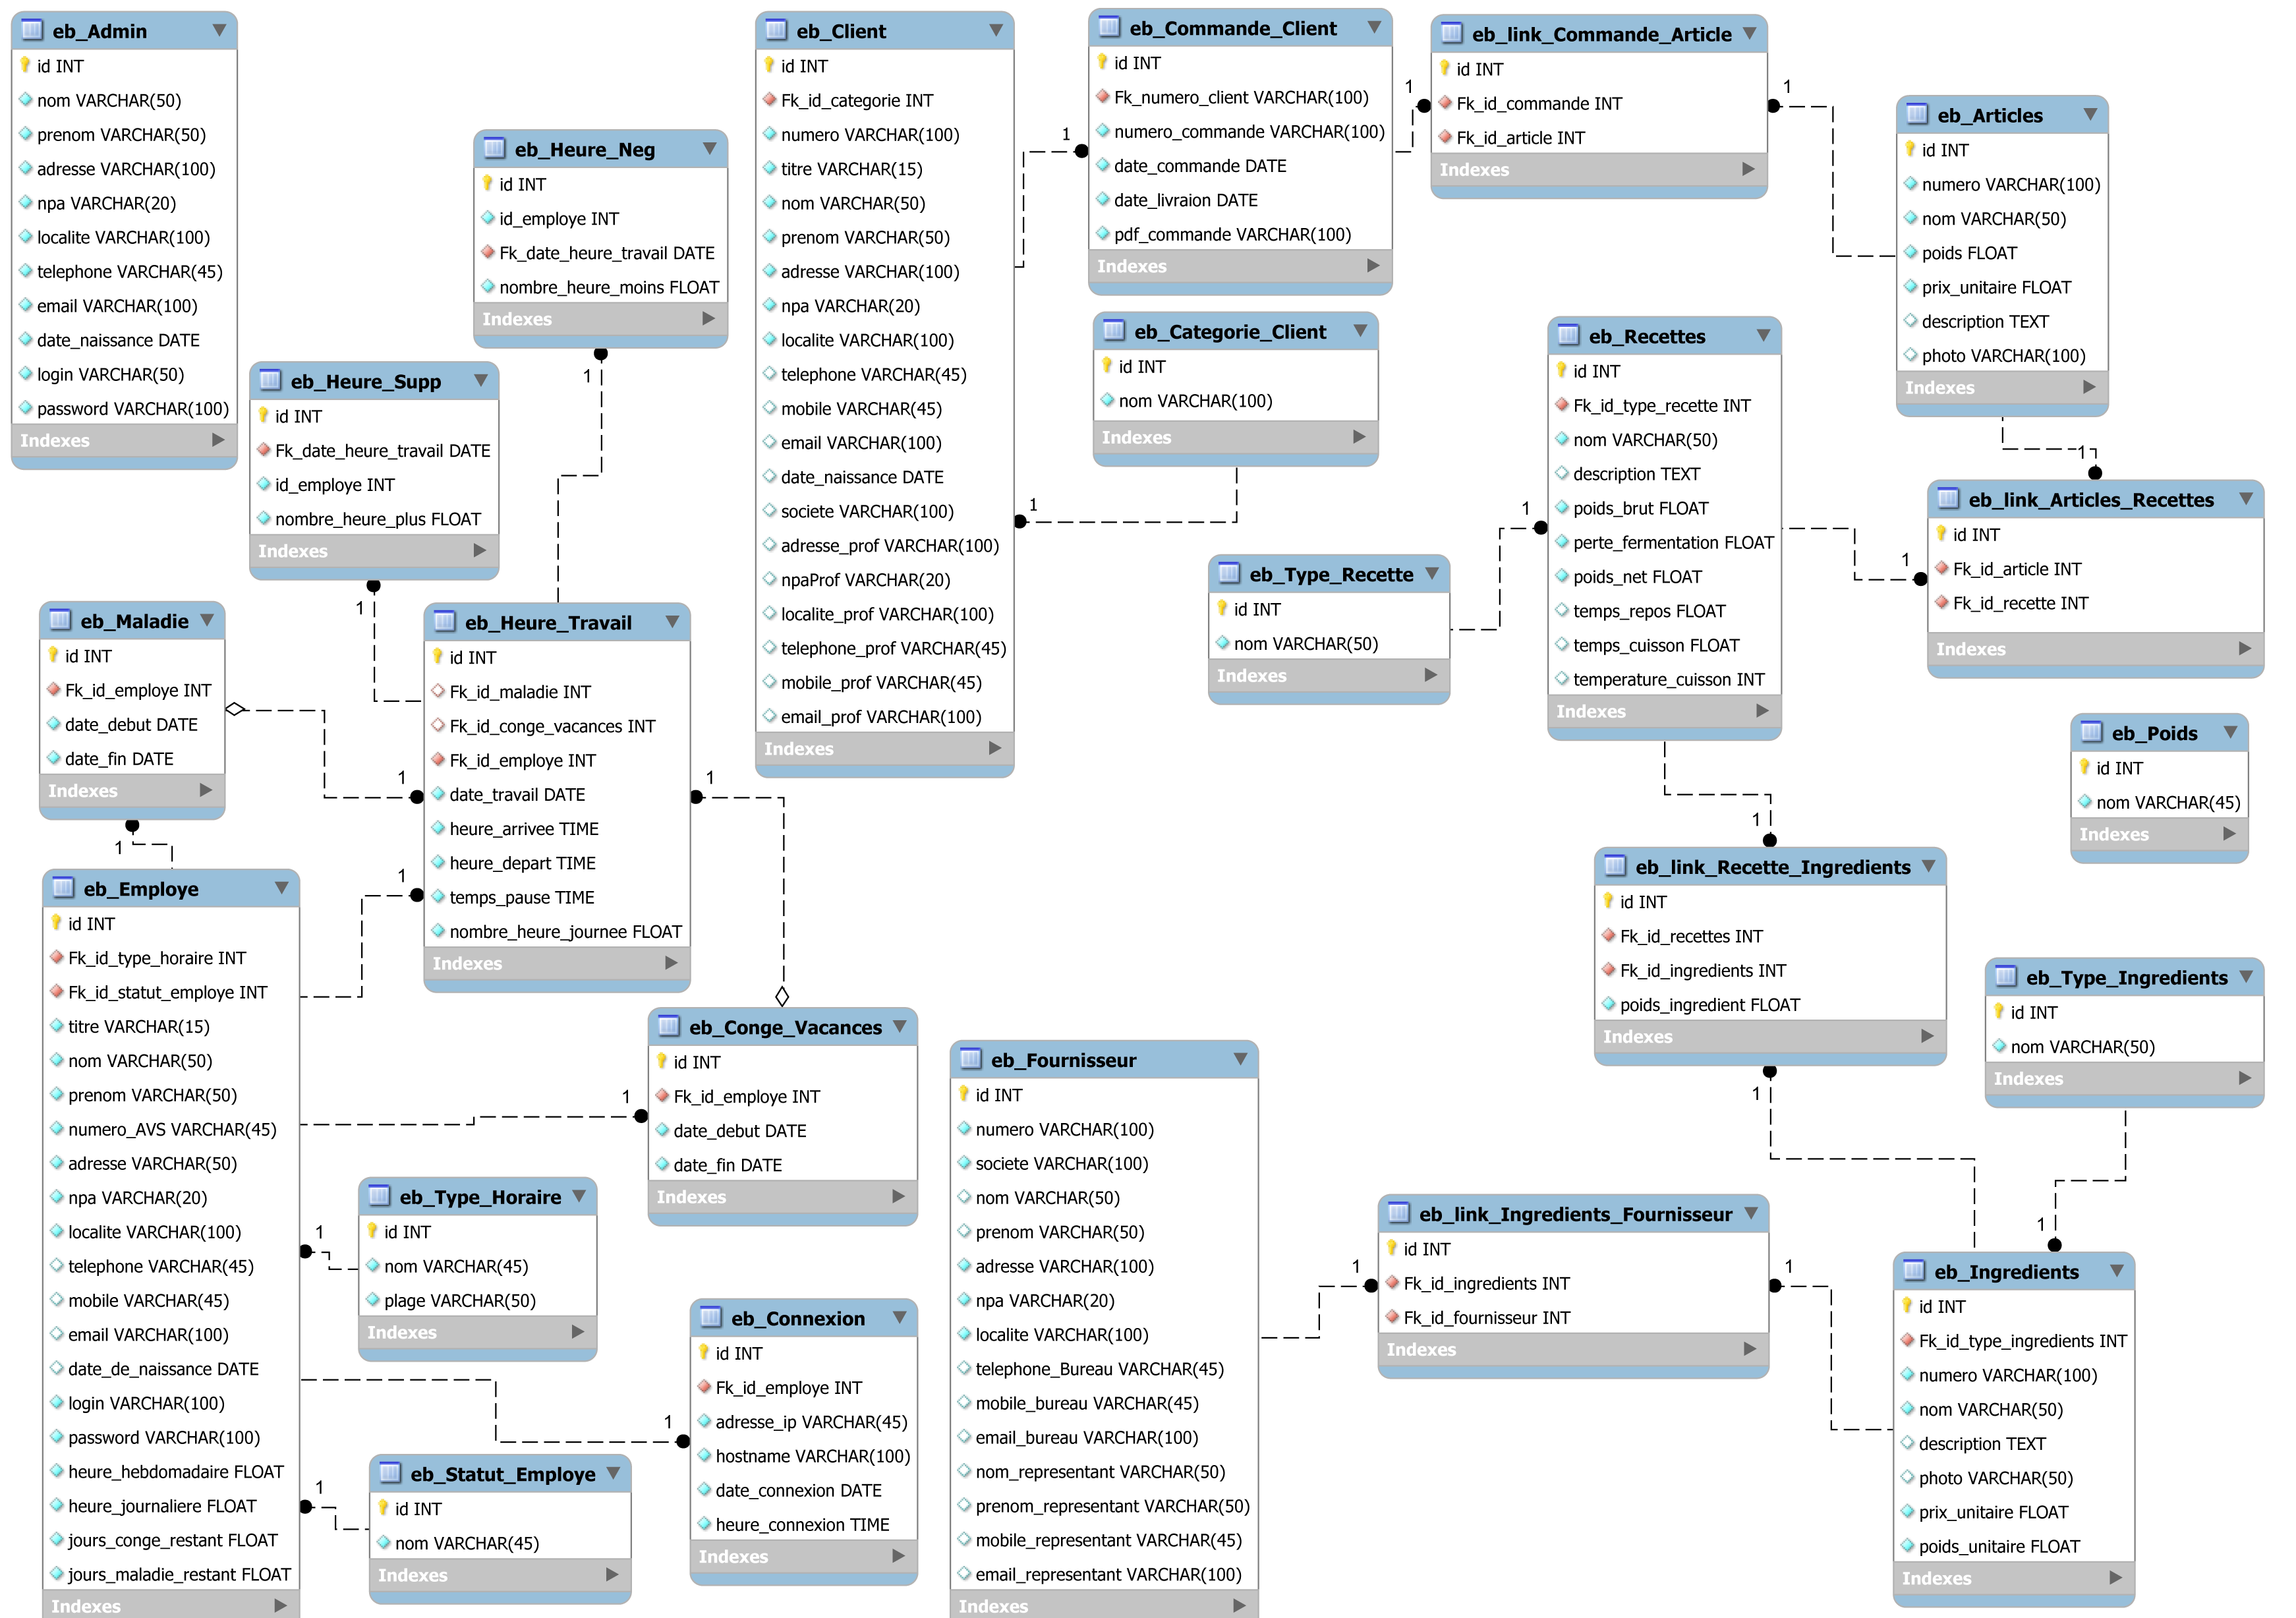 eb_Admin
id INT
nom VARCHAR(50)
prenom VARCHAR(50)
adresse VARCHAR(100)
npa VARCHAR(20)
localite VARCHAR(100)
telephone VARCHAR(45)
email VARCHAR(100)
date_naissance DATE
login VARCHAR(50)
password VARCHAR(100)
Indexes
eb_Heure_Neg
id INT
id_employe INT
Fk_date_heure_travail DATE
nombre_heure_moins FLOAT
Indexes
1
eb_Heure_Supp
id INT
Fk_date_heure_travail DATE
id_employe INT
nombre_heure_plus FLOAT
Indexes
1
eb_Client
id INT
Fk_id_categorie INT
numero VARCHAR(100)
titre VARCHAR(15)
nom VARCHAR(50)
prenom VARCHAR(50)
adresse VARCHAR(100)
npa VARCHAR(20)
localite VARCHAR(100)
telephone VARCHAR(45)
mobile VARCHAR(45)
email VARCHAR(100)
date_naissance DATE
societe VARCHAR(100)
adresse_prof VARCHAR(100)
npaProf VARCHAR(20)
localite_prof VARCHAR(100)
telephone_prof VARCHAR(45)
mobile_prof VARCHAR(45)
email_prof VARCHAR(100)
Indexes
1
1
eb_Commande_Client
id INT
Fk_numero_client VARCHAR(100)
numero_commande VARCHAR(100)
date_commande DATE
date_livraion DATE
pdf_commande VARCHAR(100)
Indexes
1
eb_link_Commande_Article
id INT
Fk_id_commande INT
Fk_id_article INT
Indexes
1
eb_Articles
id INT
numero VARCHAR(100)
nom VARCHAR(50)
poids FLOAT
prix_unitaire FLOAT
description TEXT
photo VARCHAR(100)
Indexes
1
eb_Categorie_Client
id INT
nom VARCHAR(100)
Indexes
eb_Recettes
id INT
Fk_id_type_recette INT
nom VARCHAR(50)
description TEXT
poids_brut FLOAT
perte_fermentation FLOAT
poids_net FLOAT
temps_repos FLOAT
temps_cuisson FLOAT
temperature_cuisson INT
Indexes
1
1
eb_link_Articles_Recettes
id INT
Fk_id_article INT
Fk_id_recette INT
Indexes
eb_Type_Recette
id INT
nom VARCHAR(50)
Indexes
eb_Maladie
id INT
Fk_id_employe INT
date_debut DATE
date_fin DATE
Indexes
1
eb_Heure_Travail
id INT
Fk_id_maladie INT
Fk_id_conge_vacances INT
Fk_id_employe INT
date_travail DATE
heure_arrivee TIME
heure_depart TIME
temps_pause TIME
nombre_heure_journee FLOAT
Indexes
1
1
1
eb_Poids
id INT
nom VARCHAR(45)
Indexes
1
eb_link_Recette_Ingredients
id INT
Fk_id_recettes INT
Fk_id_ingredients INT
poids_ingredient FLOAT
Indexes
1
eb_Type_Ingredients
id INT
nom VARCHAR(50)
Indexes
1
eb_Employe
id INT
Fk_id_type_horaire INT
Fk_id_statut_employe INT
titre VARCHAR(15)
nom VARCHAR(50)
prenom VARCHAR(50)
numero_AVS VARCHAR(45)
adresse VARCHAR(50)
npa VARCHAR(20)
localite VARCHAR(100)
telephone VARCHAR(45)
mobile VARCHAR(45)
email VARCHAR(100)
date_de_naissance DATE
login VARCHAR(100)
password VARCHAR(100)
heure_hebdomadaire FLOAT
heure_journaliere FLOAT
jours_conge_restant FLOAT
jours_maladie_restant FLOAT
Indexes
1
1
eb_Conge_Vacances
id INT
Fk_id_employe INT
date_debut DATE
date_fin DATE
Indexes
1
eb_Type_Horaire
id INT
nom VARCHAR(45)
plage VARCHAR(50)
Indexes
eb_Connexion
id INT
Fk_id_employe INT
adresse_ip VARCHAR(45)
hostname VARCHAR(100)
date_connexion DATE
heure_connexion TIME
Indexes
1
eb_Statut_Employe
id INT
nom VARCHAR(45)
Indexes
eb_Fournisseur
id INT
numero VARCHAR(100)
societe VARCHAR(100)
nom VARCHAR(50)
prenom VARCHAR(50)
adresse VARCHAR(100)
npa VARCHAR(20)
localite VARCHAR(100)
telephone_Bureau VARCHAR(45)
mobile_bureau VARCHAR(45)
email_bureau VARCHAR(100)
nom_representant VARCHAR(50)
prenom_representant VARCHAR(50)
mobile_representant VARCHAR(45)
email_representant VARCHAR(100)
Indexes
1
eb_link_Ingredients_Fournisseur
id INT
Fk_id_ingredients INT
Fk_id_fournisseur INT
Indexes
1
eb_Ingredients
id INT
Fk_id_type_ingredients INT
numero VARCHAR(100)
nom VARCHAR(50)
description TEXT
photo VARCHAR(50)
prix_unitaire FLOAT
poids_unitaire FLOAT
Indexes